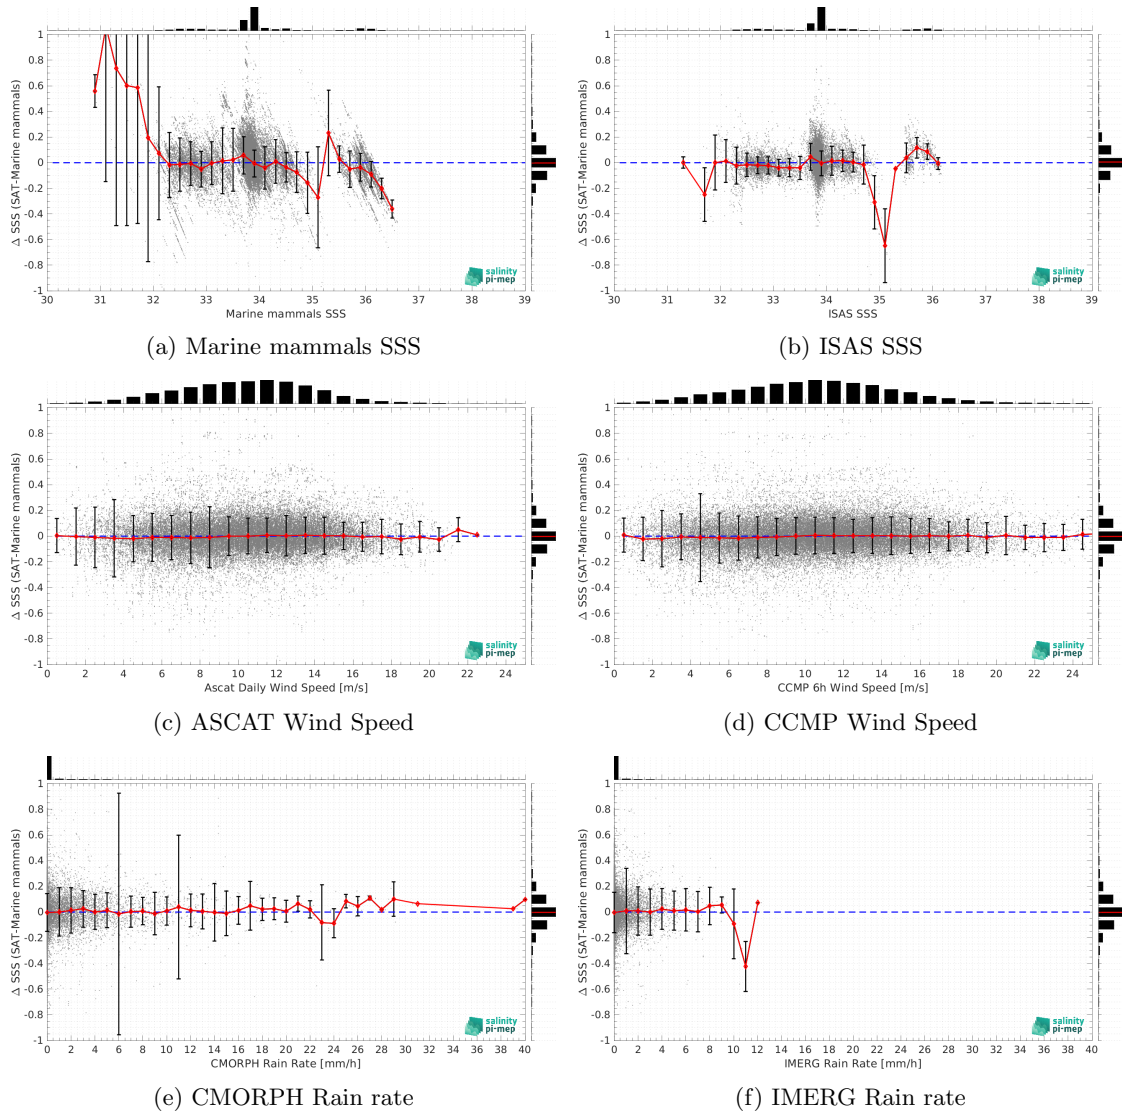 Δ SSS (SAT-Marine mammals)
1
0.8
0.6
0.4
0.2
0
-0.2
-0.4
-0.6
-0.8
-1
salinity
pi-mep
30 31 32 33 34 35 36 37 38 39
Marine mammals SSS
(a) Marine mammals SSS
Δ SSS (SAT-Marine mammals)
1
0.8
0.6
0.4
0.2
0
-0.2
-0.4
-0.6
-0.8
-1
salinity
pi-mep
30 31 32 33 34 35 36 37 38 39
ISAS SSS
(b) ISAS SSS
Δ SSS (SAT-Marine mammals)
1
0.8
0.6
0.4
0.2
0
-0.2
-0.4
-0.6
-0.8
-1
salinity
pi-mep
0 2 4 6 8 10 12 14 16 18 20 22 24
Ascat Daily Wind Speed [m/s]
(c) ASCAT Wind Speed
Δ SSS (SAT-Marine mammals)
1
0.8
0.6
0.4
0.2
0
-0.2
-0.4
-0.6
-0.8
-1
salinity
pi-mep
0 2 4 6 8 10 12 14 16 18 20 22 24
CCMP 6h Wind Speed [m/s]
(d) CCMP Wind Speed
Δ SSS (SAT-Marine mammals)
1
0.8
0.6
0.4
0.2
0
-0.2
-0.4
-0.6
-0.8
-1
salinity
pi-mep
0 2 4 6 8 10 12 14 16 18 20 22 24 26 28 30 32 34 36 38 40
CMORPH Rain Rate [mm/h]
(e) CMORPH Rain rate
Δ SSS (SAT-Marine mammals)
1
0.8
0.6
0.4
0.2
0
-0.2
-0.4
-0.6
-0.8
-1
salinity
pi-mep
0 2 4 6 8 10 12 14 16 18 20 22 24 26 28 30 32 34 36 38 40
IMERG Rain Rate [mm/h]
(f) IMERG Rain rate